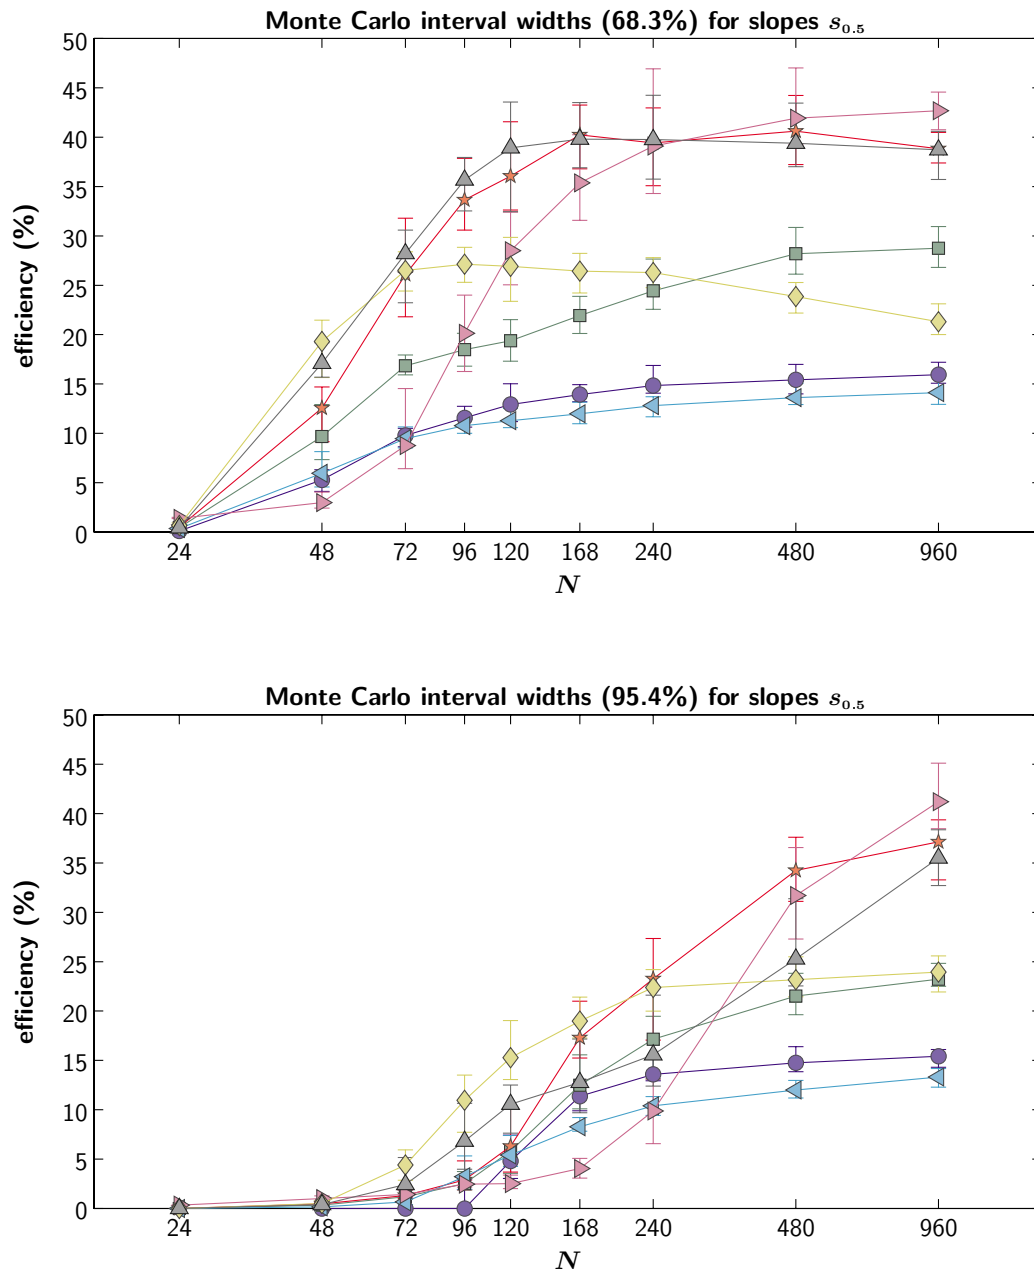 Monte Carlo interval widths (68.3%) for slopes s0.5
50
45
40
35
30
25
20
15
10
5
0
efficiency (%)
24 48 72 96 120 168 240 480 960
N
Monte Carlo interval widths (95.4%) for slopes s0.5
50
45
40
35
30
25
20
15
10
5
0
efficiency (%)
24 48 72 96 120 168 240 480 960
N